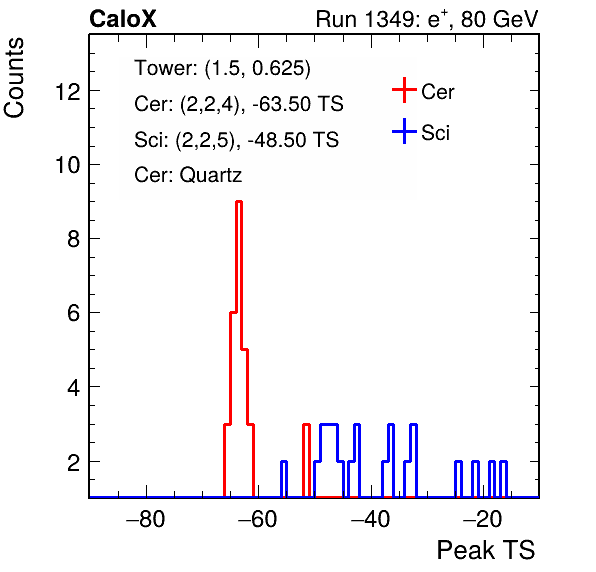 CaloX Run 1349: e⁺, 80 GeV
Counts
Tower: (1.5, 0.625)
Cer: (2,2,4), -63.50 TS
Sci: (2,2,5), -48.50 TS
Cer: Quartz
Cer
Sci
12
10
8
6
4
2
−80 −60 −40 −20
Peak TS